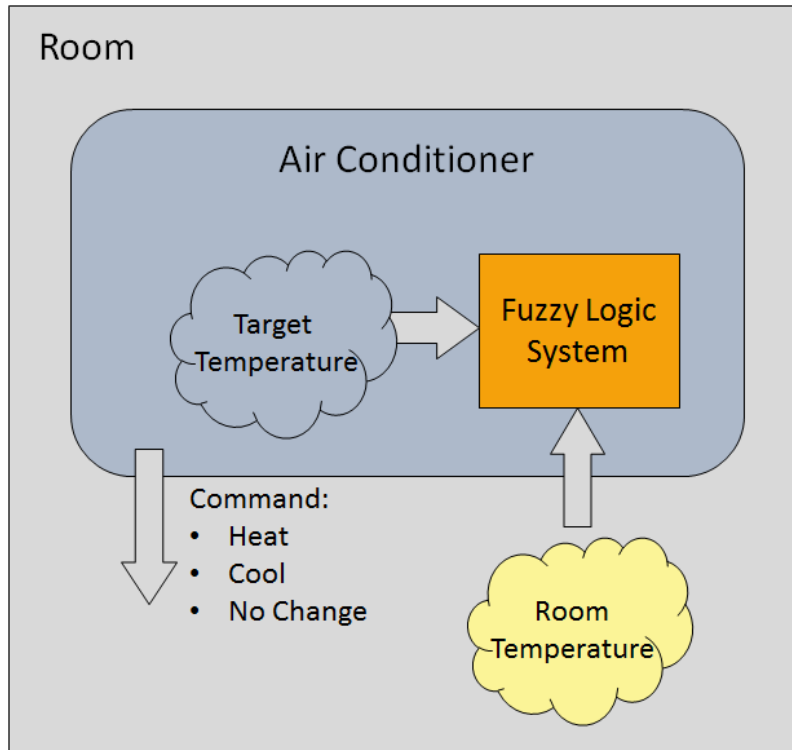 Room
Air Conditioner
Target
Temperature
Fuzzy Logic
System
Command:
• Heat
• Cool
• No Change
Room
Temperature